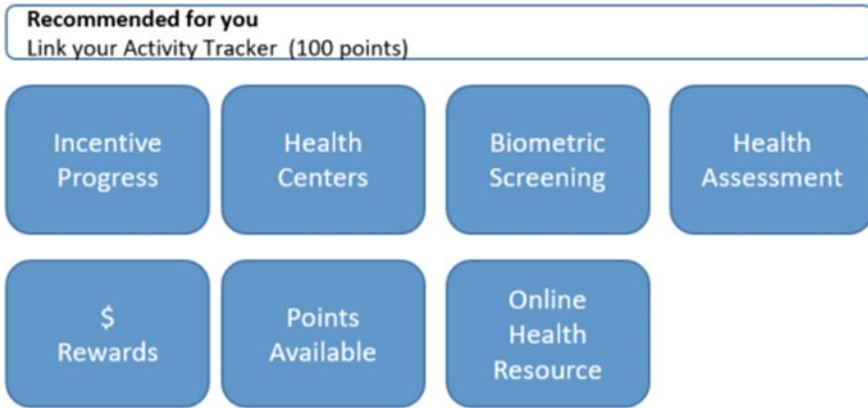 Recommended for you
Link your Activity Tracker (100 points)
Incentive
Progress
Health
Centers
Biometric
Screening
Health
Assessment
$
Rewards
Points
Available
Online
Health
Resource